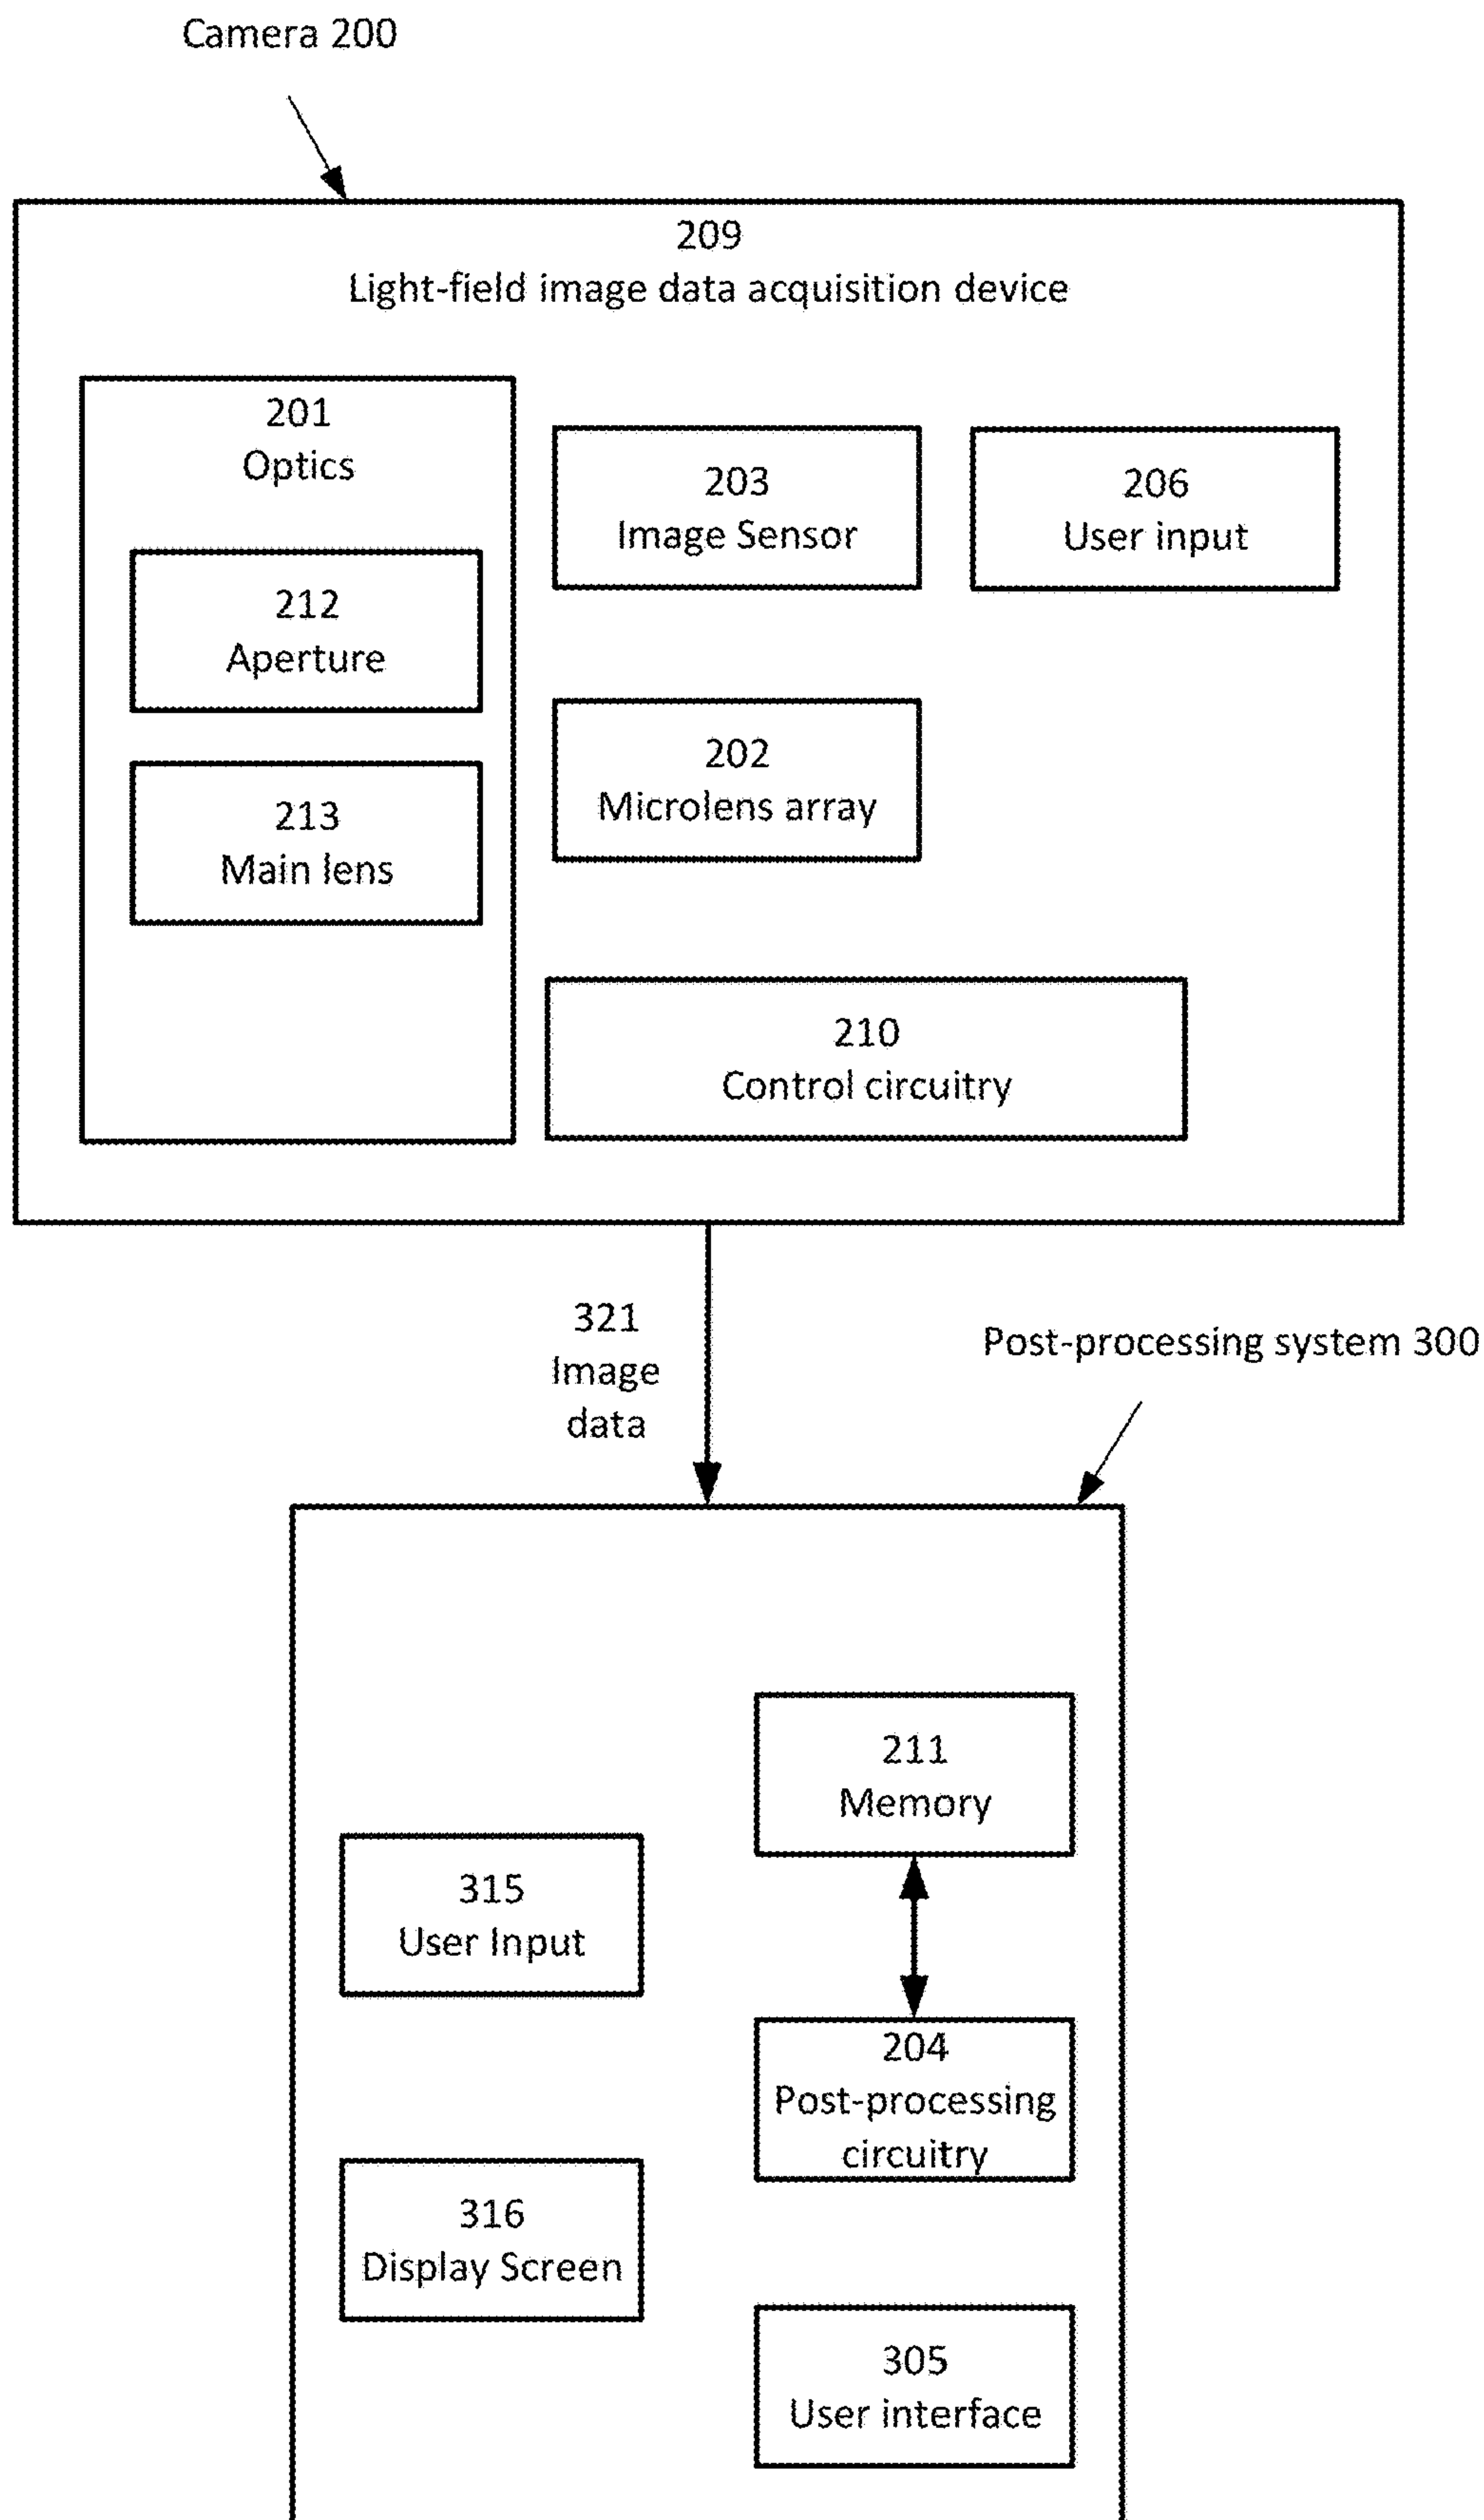 Camera 200
209
Light-field image data acquisition device
201
Optics
212
Aperture
213
Main lens
203
Image Sensor
206
User input
202
Microlens array
210
Control circuitry
321
Image
data
Post-processing system 300
211
Memory
315
User Input
204
Post-processing
circuitry
316
Display Screen
305
User interface